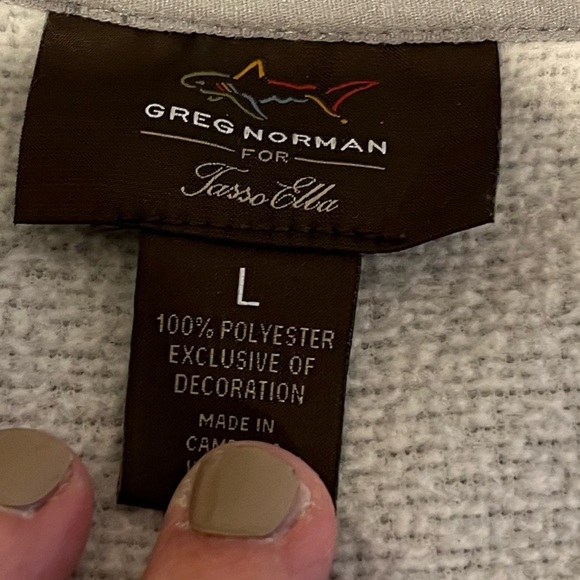 GREG NORMAN
FOR
Tasso Elba
L
100% POLYESTER
EXCLUSIVE OF
DECORATION
MADE IN